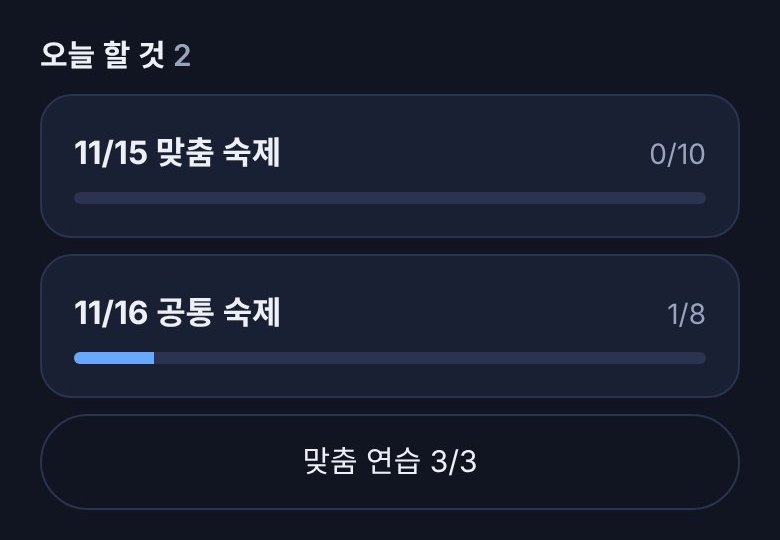 오늘 할 것 2
11/15 맞춤 숙제 0/10
11/16 공통 숙제 1/8
맞춤 연습 3/3